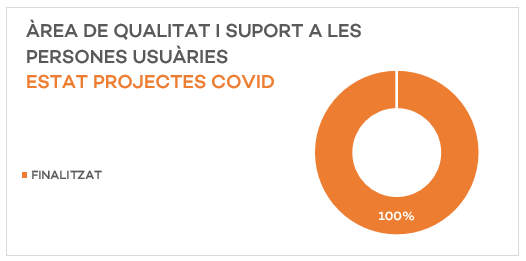 ÀREA DE QUALITAT I SUPORT A LES
PERSONES USUÀRIES
ESTAT PROJECTES COVID
FINALITZAT
100%